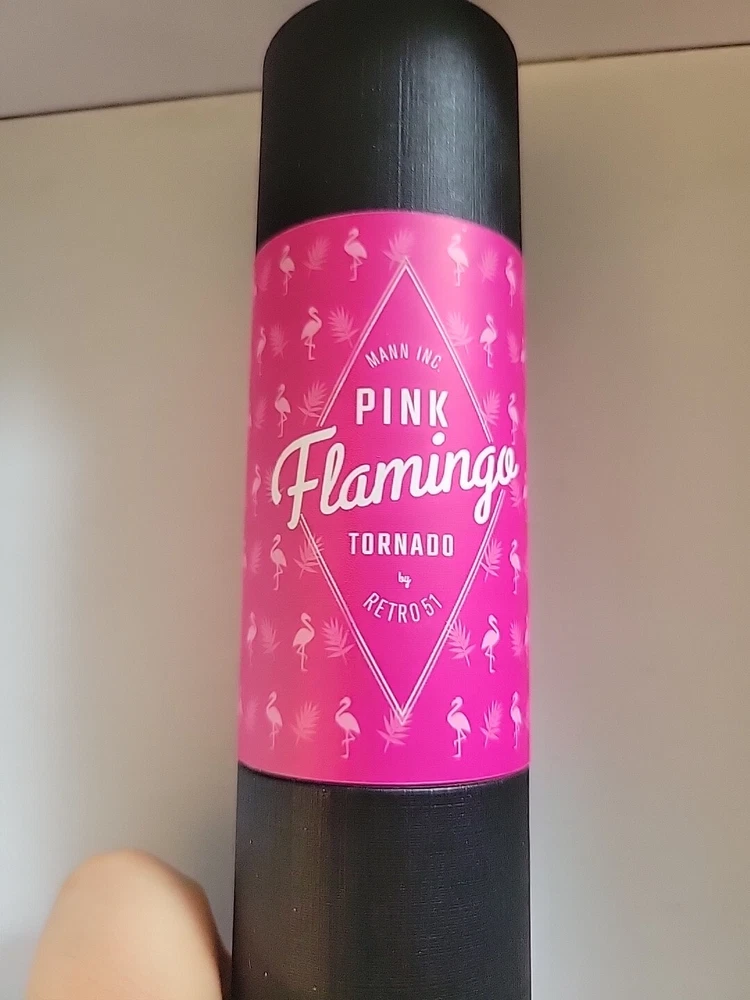 MANN INC.
PINK
Flamingo
TORNADO
by
RETRO 51